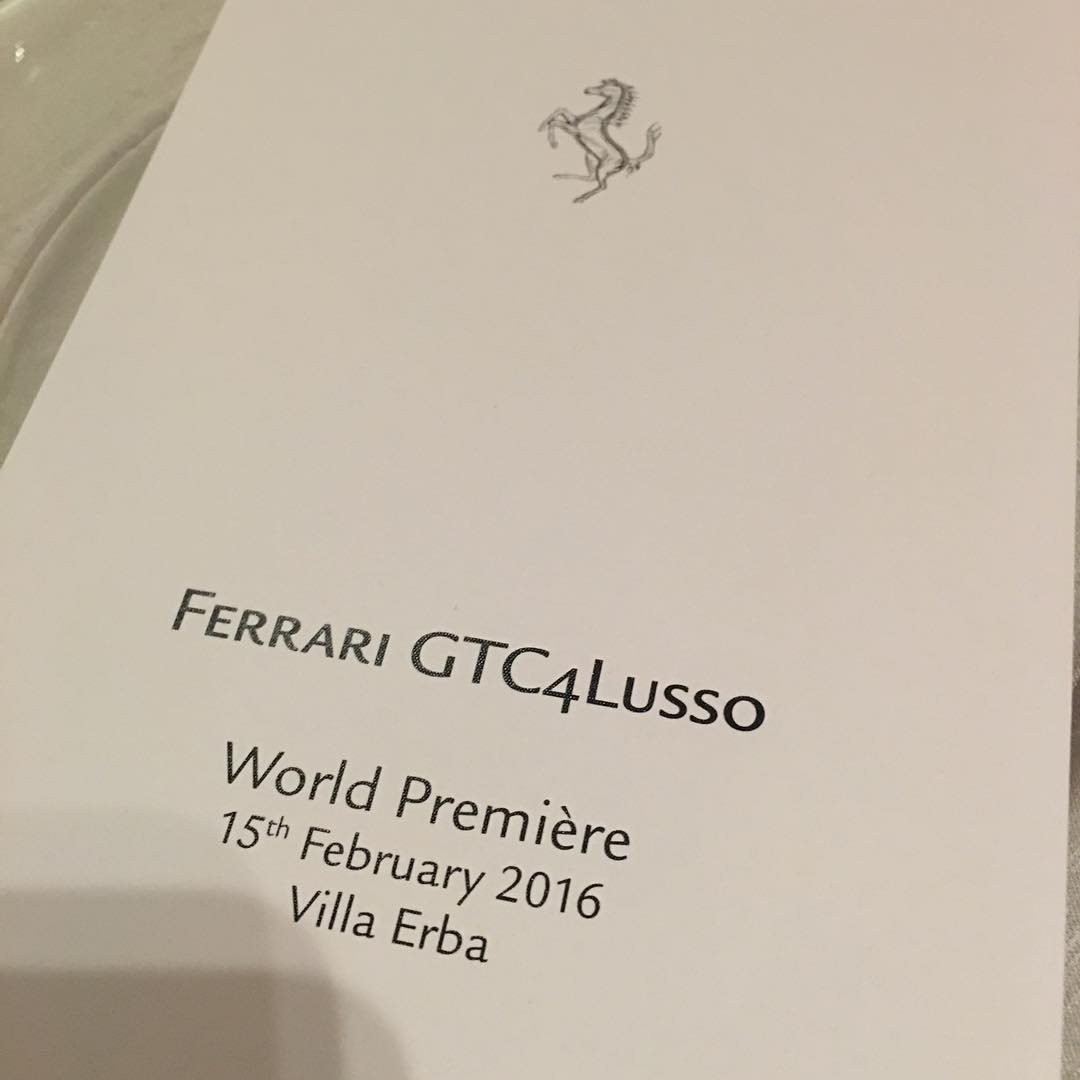 Ferrari GTC4Lusso
World Première
15th February 2016
Villa Erba